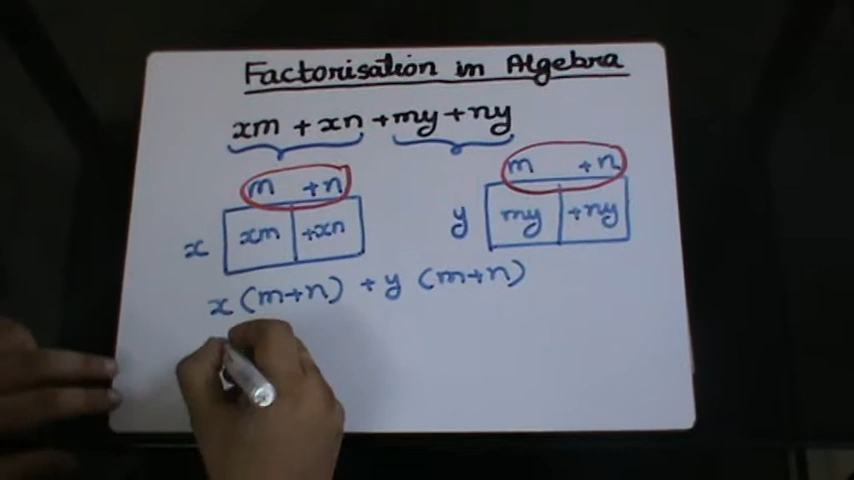 Factorisation in Algebra
xm + xn + my + ny
m + n
m + n
x
xm
+xn
y
my
+ny
x (m+n) + y (m+n)